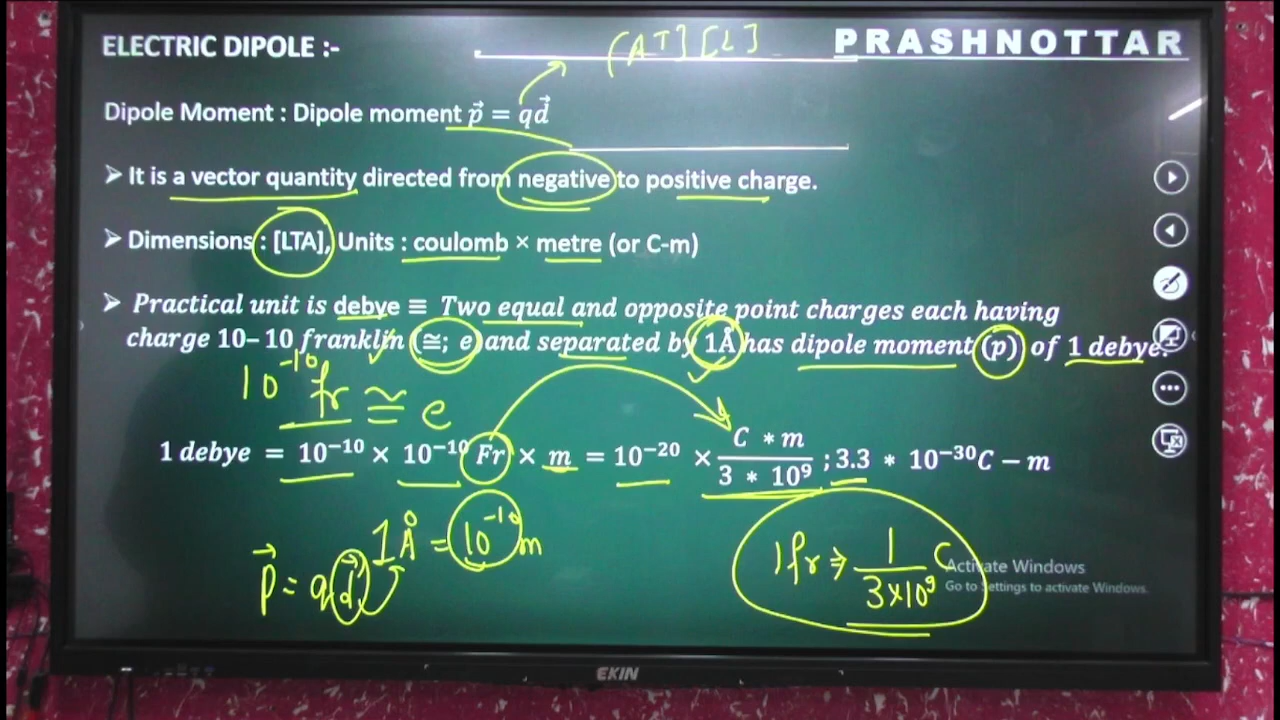 ELECTRIC DIPOLE :-
[AT] [L]
PRASHNOTTAR
Dipole Moment : Dipole moment p⃗ = qd⃗
➤ It is a vector quantity directed from negative to positive charge.
➤ Dimensions : [LTA], Units : coulomb × metre (or C-m)
➤ Practical unit is debye ≡ Two equal and opposite point charges each having
charge 10–10 franklin (≅; e) and separated by 1Å has dipole moment (p) of 1 debye.
10⁻¹⁰ fr ≅ e
1 debye = 10⁻¹⁰ × 10⁻¹⁰ Fr × m = 10⁻²⁰ × C * m / 3 * 10⁹ ; 3.3 * 10⁻³⁰C − m
1Å = 10⁻¹⁰ m
p⃗ = q(d⃗)
1fr ⇒ 1 / 3×10⁹ C
Activate Windows
Go to Settings to activate Windows.
EKIN